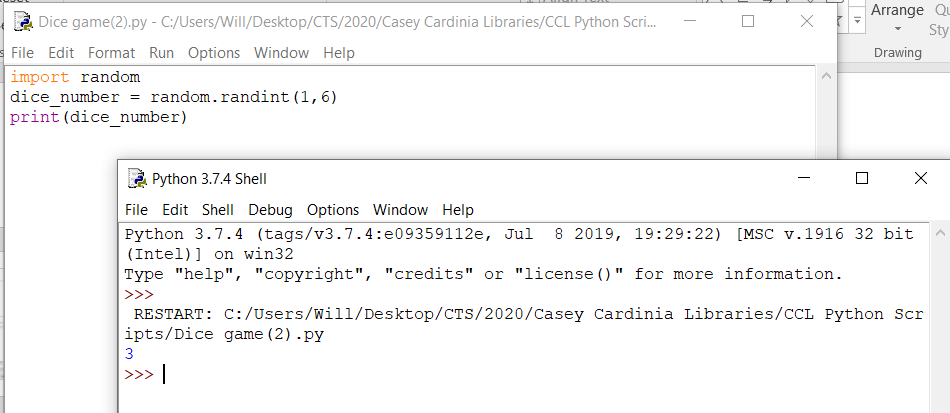 Dice game(2).py - C:/Users/Will/Desktop/CTS/2020/Casey Cardinia Libraries/CCL Python Scri...
File Edit Format Run Options Window Help
import random
dice_number = random.randint(1,6)
print(dice_number)
Arrange
Drawing
Python 3.7.4 Shell
File Edit Shell Debug Options Window Help
Python 3.7.4 (tags/v3.7.4:e09359112e, Jul  8 2019, 19:29:22) [MSC v.1916 32 bit
(Intel)] on win32
Type "help", "copyright", "credits" or "license()" for more information.
>>>
 RESTART: C:/Users/Will/Desktop/CTS/2020/Casey Cardinia Libraries/CCL Python Scr
ipts/Dice game(2).py
3
>>>